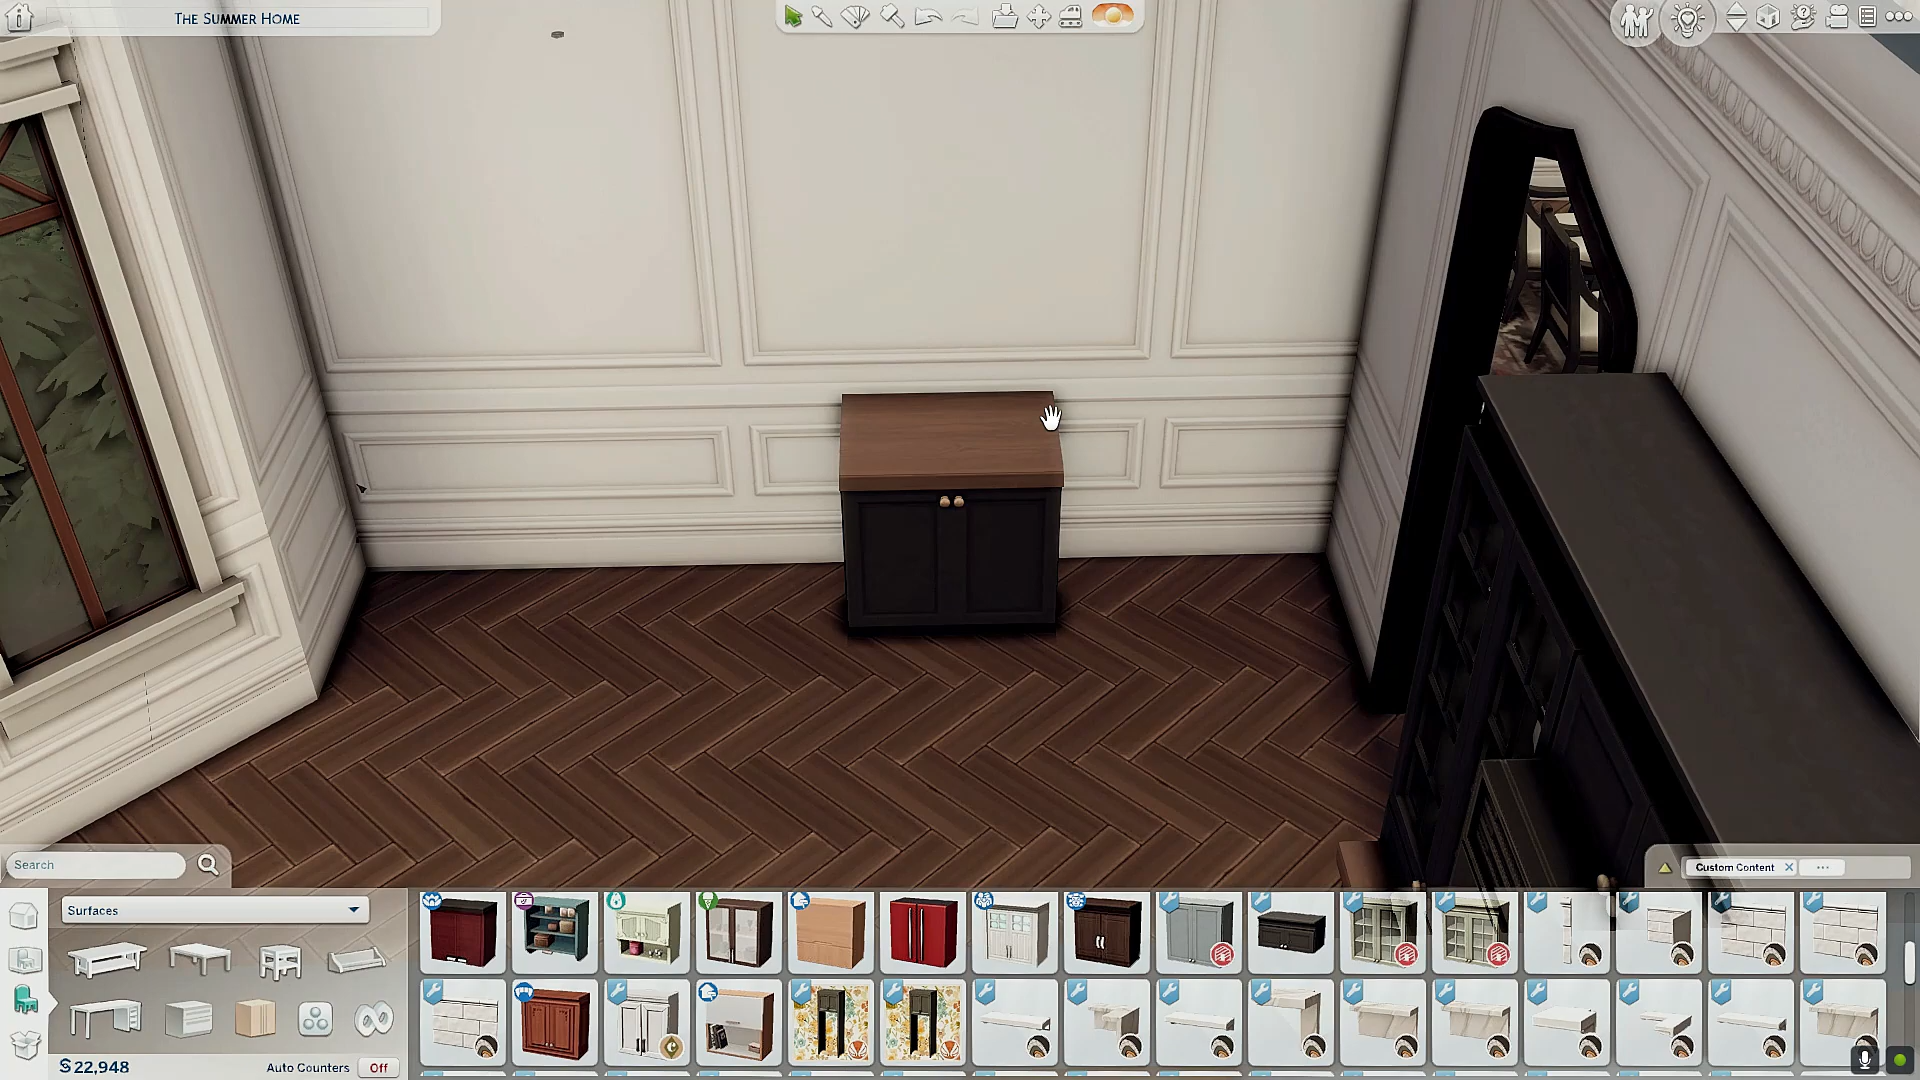 The Summer Home
Search
Custom Content
Surfaces
§22,948
Auto Counters
Off